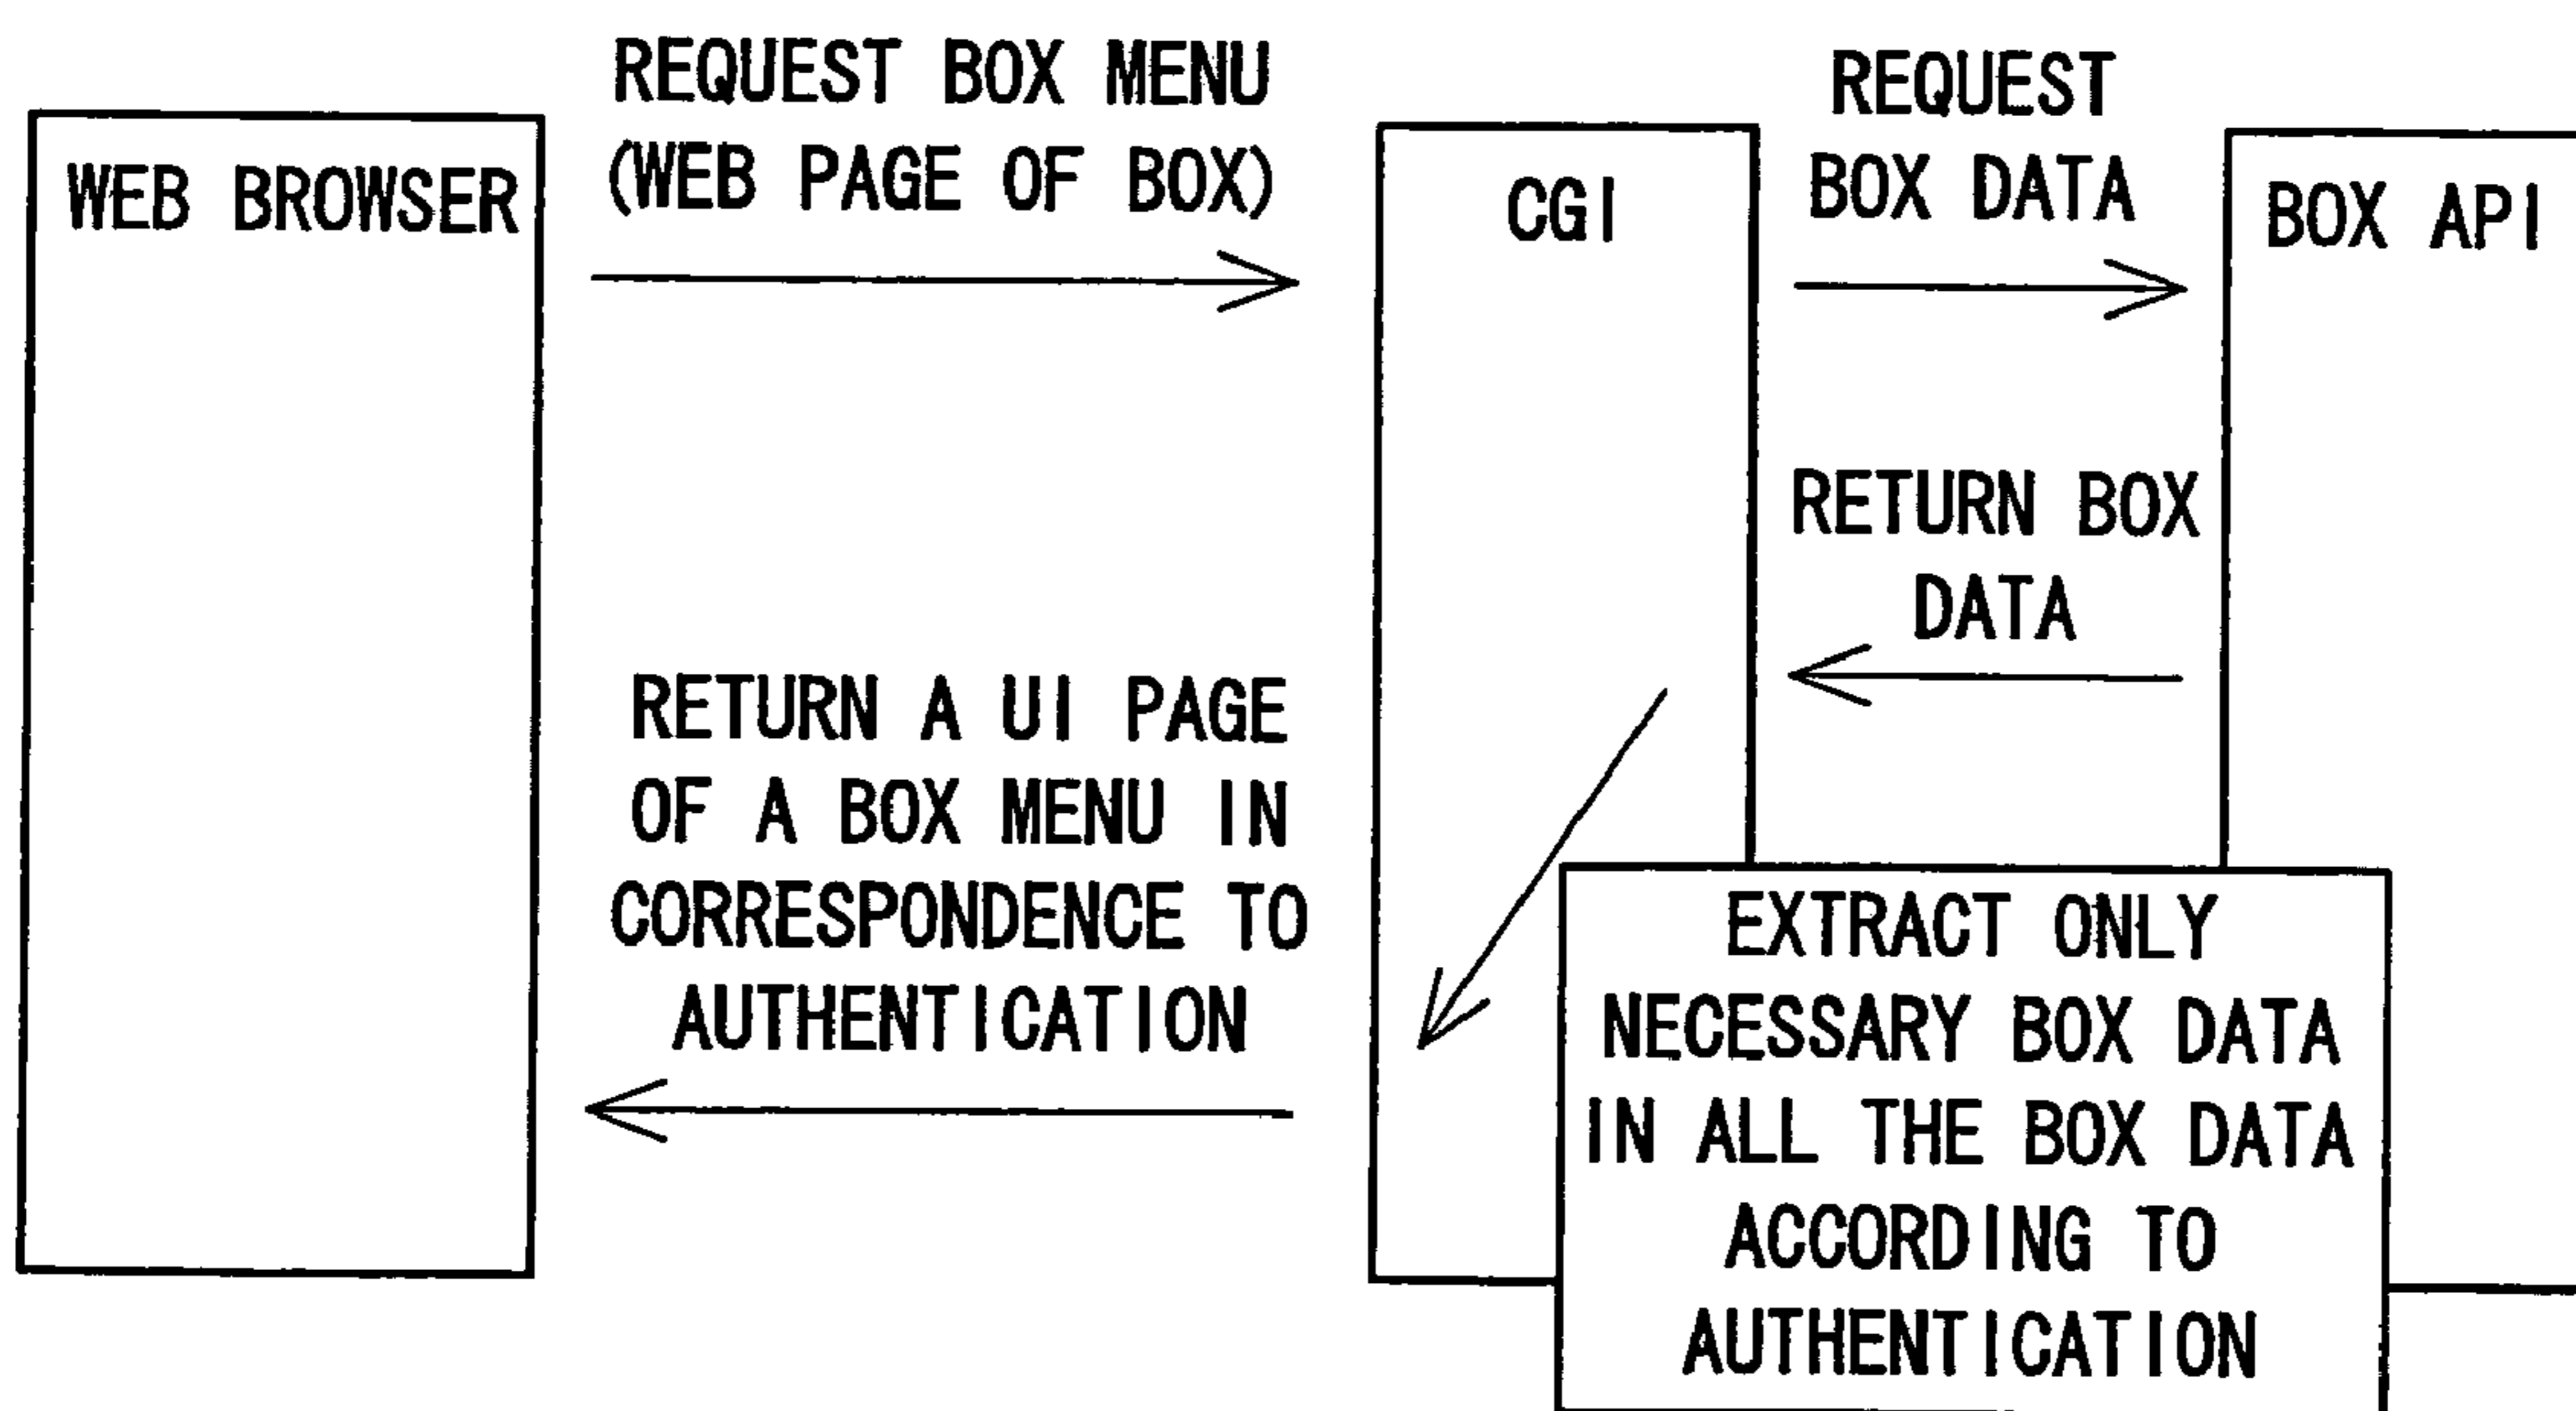 WEB BROWSER
REQUEST BOX MENU
(WEB PAGE OF BOX)
CGI
REQUEST
BOX DATA
BOX API
RETURN BOX
DATA
RETURN A UI PAGE
OF A BOX MENU IN
CORRESPONDENCE TO
AUTHENTICATION
EXTRACT ONLY
NECESSARY BOX DATA
IN ALL THE BOX DATA
ACCORDING TO
AUTHENTICATION